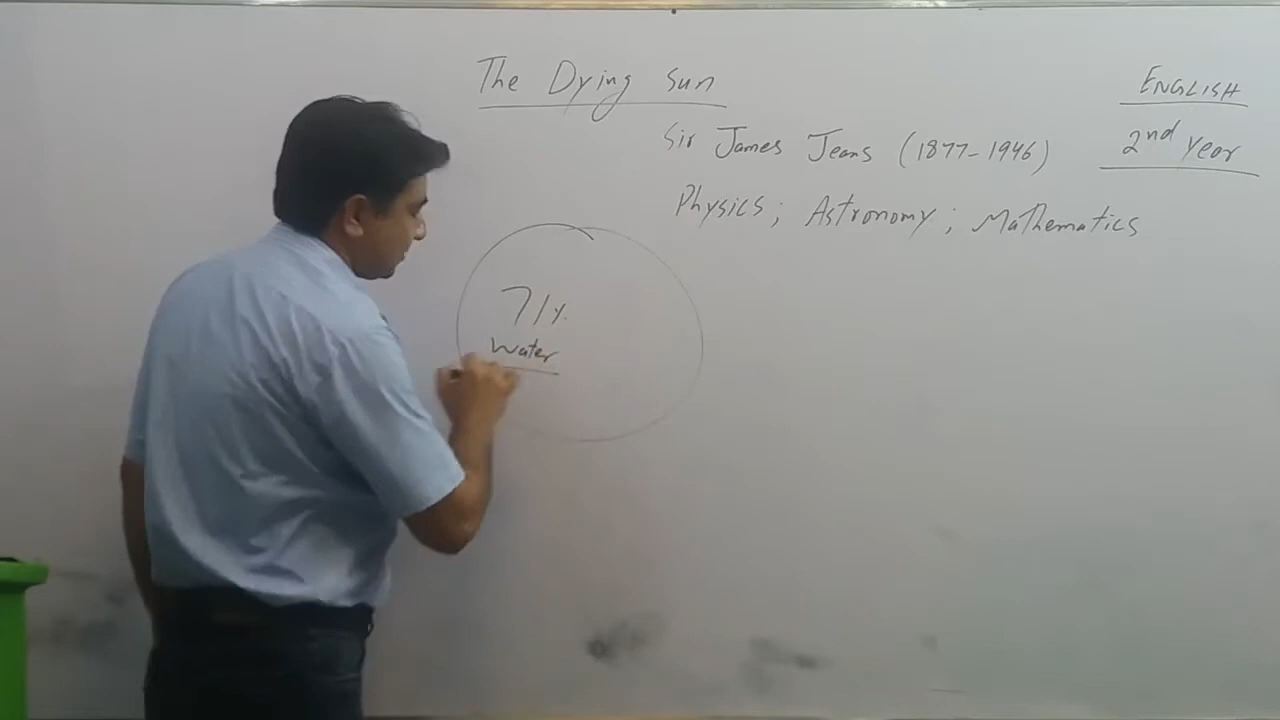 The Dying Sun
ENGLISH
Sir James Jeans (1877-1946)
2nd Year
Physics; Astronomy; Mathematics
71%
Water